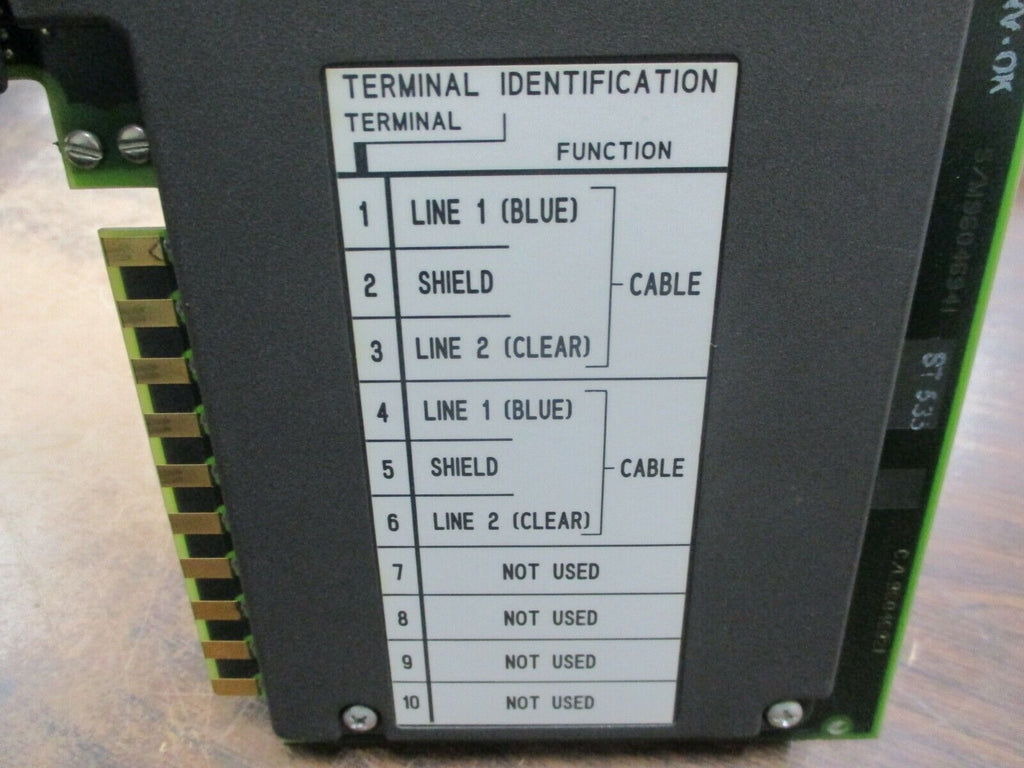 TERMINAL IDENTIFICATION
TERMINAL
FUNCTION
1 LINE 1 (BLUE)
2 SHIELD
CABLE
3 LINE 2 (CLEAR)
4 LINE 1 (BLUE)
5 SHIELD
CABLE
6 LINE 2 (CLEAR)
7 NOT USED
8 NOT USED
9 NOT USED
10 NOT USED
ST 533